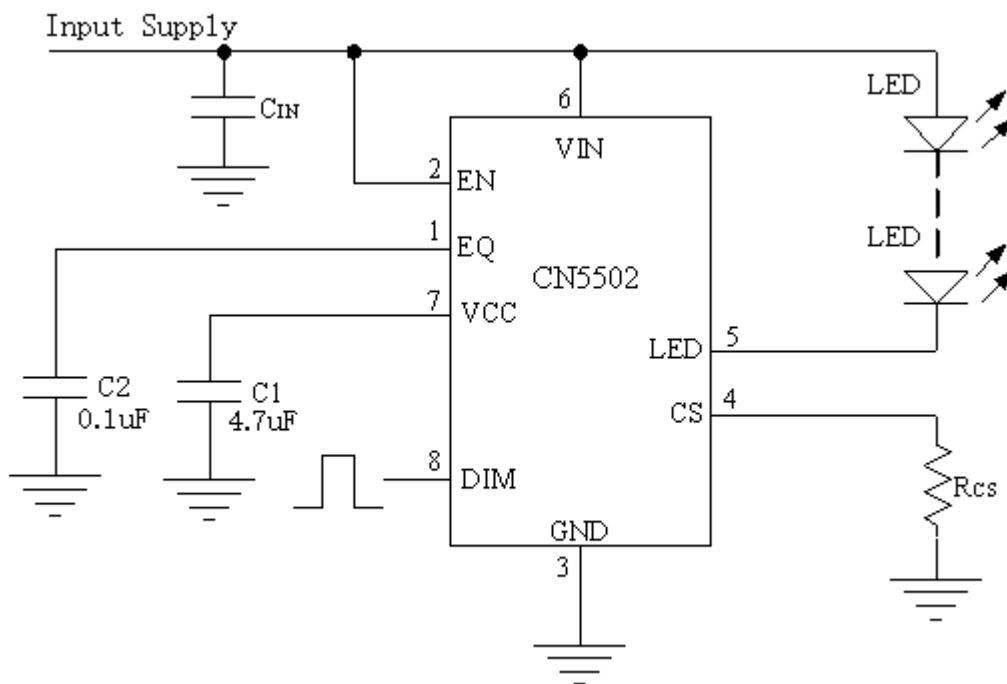 Input Supply
CIN
LED
6
VIN
2
EN
1
EQ
LED
CN5502
7
VCC
5
LED
C2
0.1uF
C1
4.7uF
4
CS
8
DIM
Rcs
GND
3